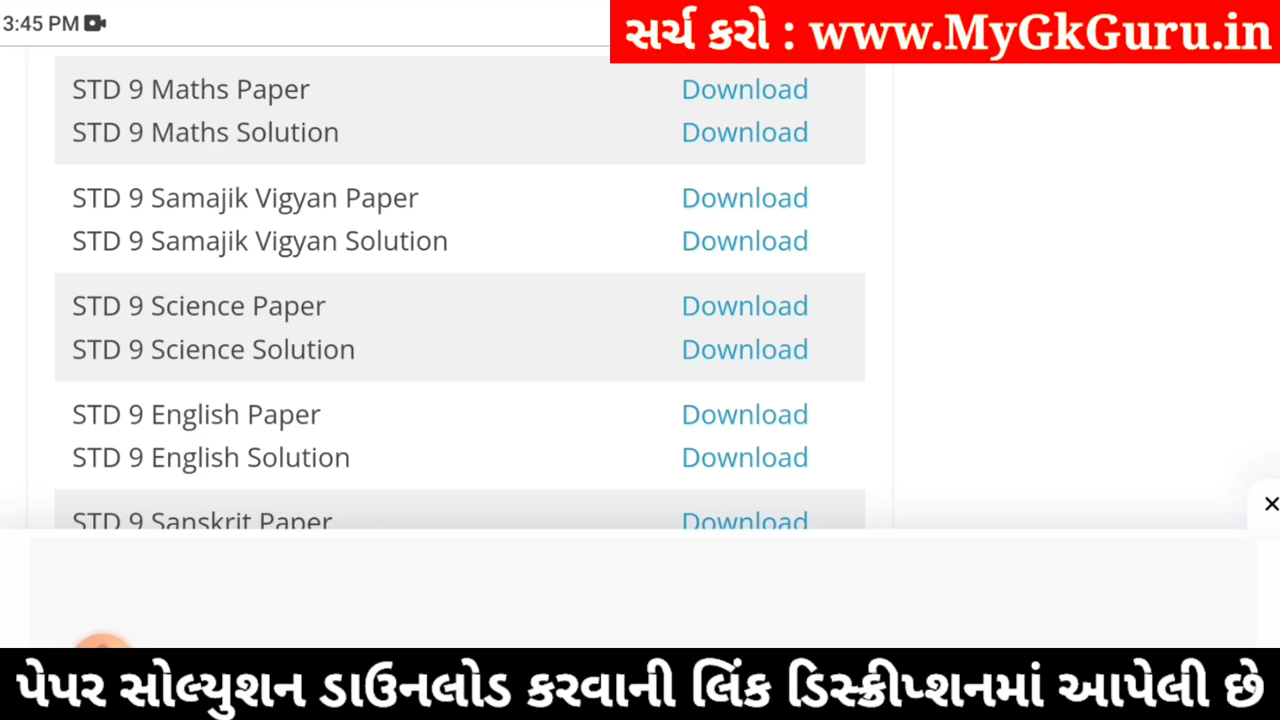 3:45 PM
સર્ચ કરો : www.MyGkGuru.in
STD 9 Maths Paper Download
STD 9 Maths Solution Download
STD 9 Samajik Vigyan Paper Download
STD 9 Samajik Vigyan Solution Download
STD 9 Science Paper Download
STD 9 Science Solution Download
STD 9 English Paper Download
STD 9 English Solution Download
STD 9 Sanskrit Paper Download
પેપર સોલ્યુશન ડાઉનલોડ કરવાની લિંક ડિસ્ક્રીપ્શનમાં આપેલી છે